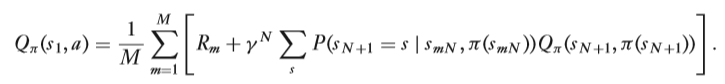 Q_π(s_1, a) = \frac{1}{M} \sum_{m=1}^{M} \left[ R_m + γ^N \sum_s P(s_{N+1} = s | s_{mN}, π(s_{mN})) Q_π(s_{N+1}, π(s_{N+1})) \right].